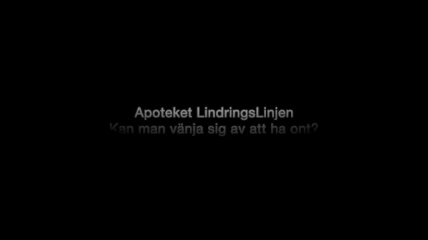 Apoteket LindringsLinjen
Kan man vänja sig av att ha ont?